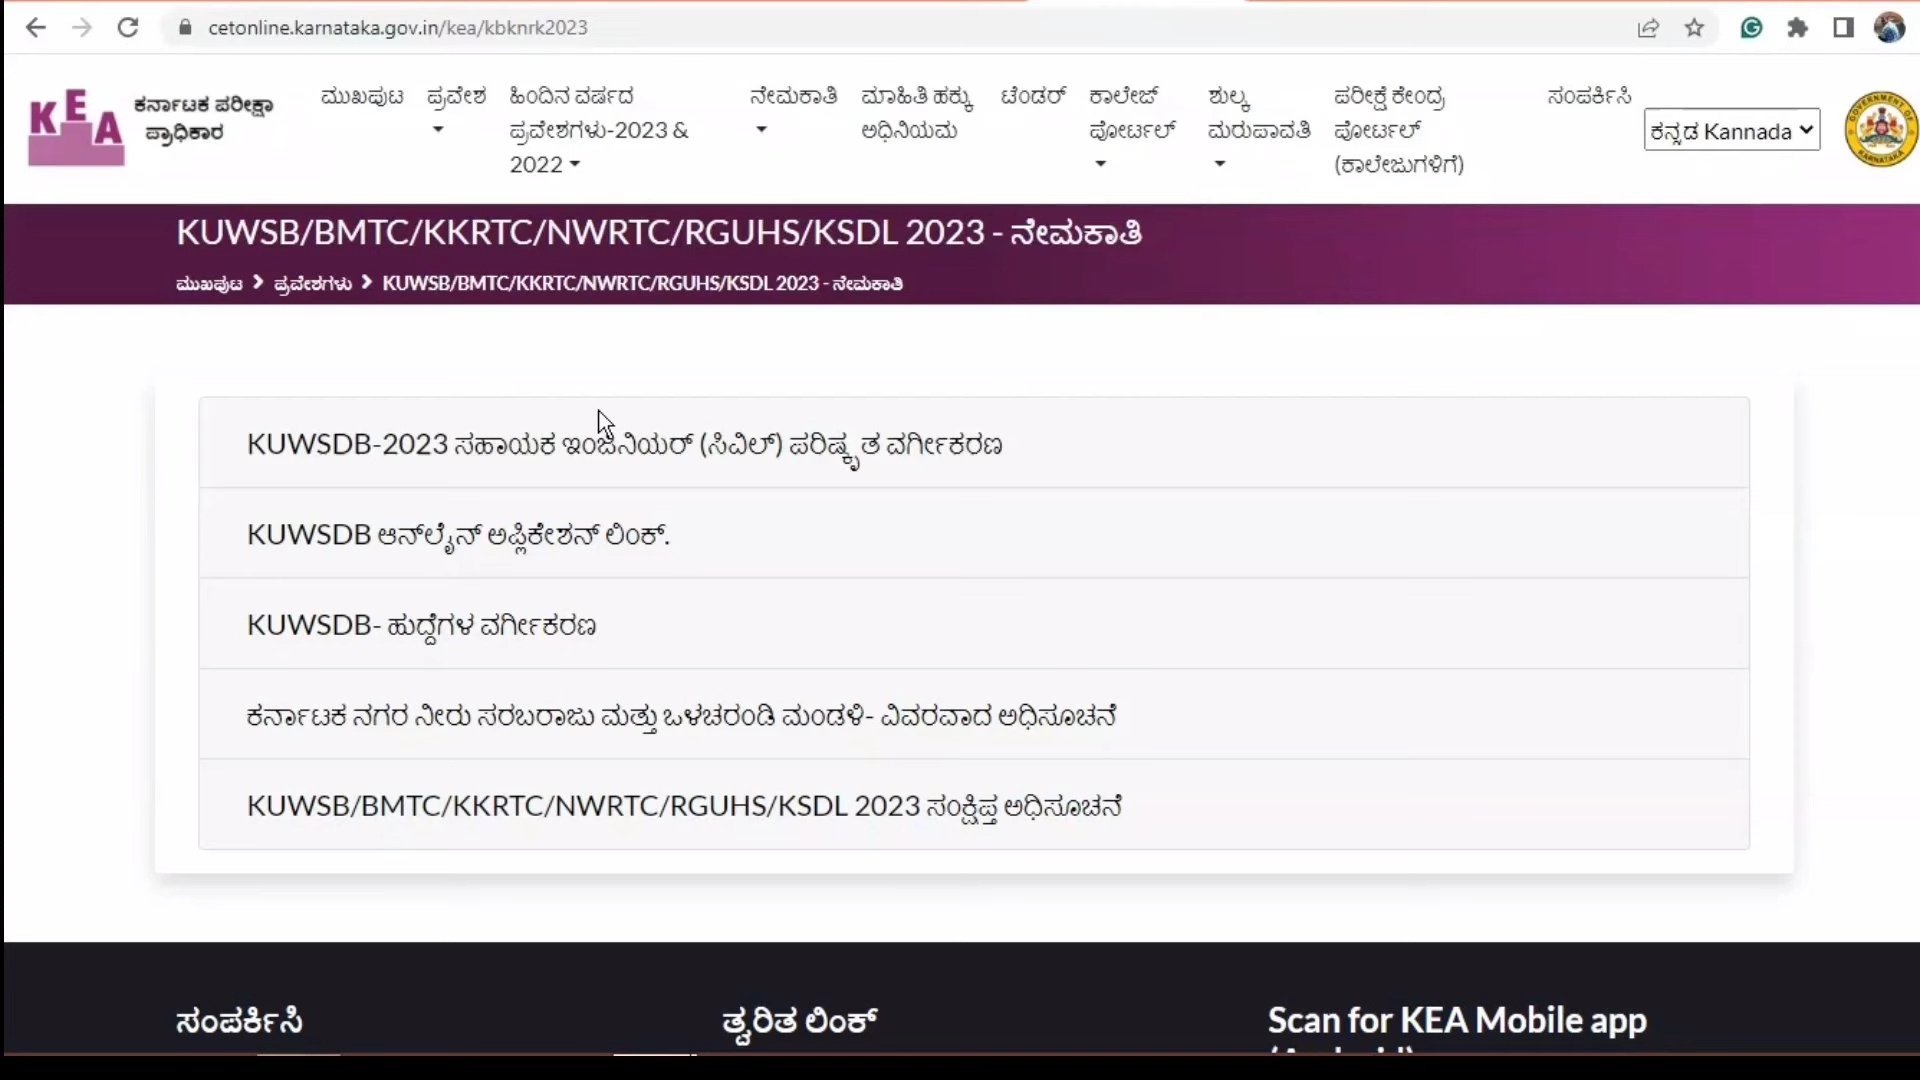 cetonline.karnataka.gov.in/kea/kbknrk2023
KEA
ಕರ್ನಾಟಕ ಪರೀಕ್ಷಾ
ಪ್ರಾಧಿಕಾರ
ಮುಖಪುಟ
ಪ್ರವೇಶ
ಹಿಂದಿನ ವರ್ಷದ
ಪ್ರವೇಶಗಳು-2023 &
2022
ನೇಮಕಾತಿ
ಮಾಹಿತಿ ಹಕ್ಕು
ಅಧಿನಿಯಮ
ಟೆಂಡರ್
ಕಾಲೇಜ್
ಪೋರ್ಟಲ್
ಶುಲ್ಕ
ಮರುಪಾವತಿ
ಪರೀಕ್ಷೆ ಕೇಂದ್ರ
ಪೋರ್ಟಲ್
(ಕಾಲೇಜುಗಳಿಗೆ)
ಸಂಪರ್ಕಿಸಿ
ಕನ್ನಡ Kannada
KUWSB/BMTC/KKRTC/NWRTC/RGUHS/KSDL 2023 - ನೇಮಕಾತಿ
ಮುಖಪುಟ > ಪ್ರವೇಶಗಳು > KUWSB/BMTC/KKRTC/NWRTC/RGUHS/KSDL 2023 - ನೇಮಕಾತಿ
KUWSDB-2023 ಸಹಾಯಕ ಇಂಜಿನಿಯರ್ (ಸಿವಿಲ್) ಪರಿಷ್ಕೃತ ವರ್ಗೀಕರಣ
KUWSDB ಆನ್‌ಲೈನ್ ಅಪ್ಲಿಕೇಶನ್ ಲಿಂಕ್.
KUWSDB- ಹುದ್ದೆಗಳ ವರ್ಗೀಕರಣ
ಕರ್ನಾಟಕ ನಗರ ನೀರು ಸರಬರಾಜು ಮತ್ತು ಒಳಚರಂಡಿ ಮಂಡಳಿ- ವಿವರವಾದ ಅಧಿಸೂಚನೆ
KUWSB/BMTC/KKRTC/NWRTC/RGUHS/KSDL 2023 ಸಂಕ್ಷಿಪ್ತ ಅಧಿಸೂಚನೆ
ಸಂಪರ್ಕಿಸಿ
ತ್ವರಿತ ಲಿಂಕ್
Scan for KEA Mobile app